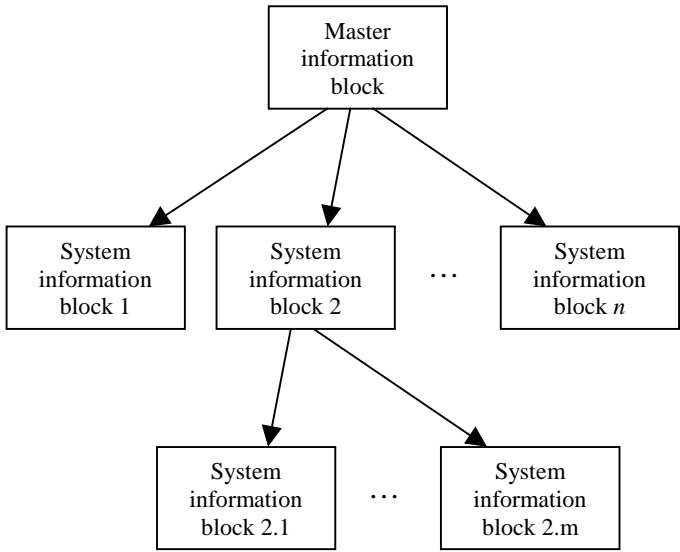 Master
information
block
System
information
block 1
System
information
block 2
…
System
information
block n
System
information
block 2.1
…
System
information
block 2.m